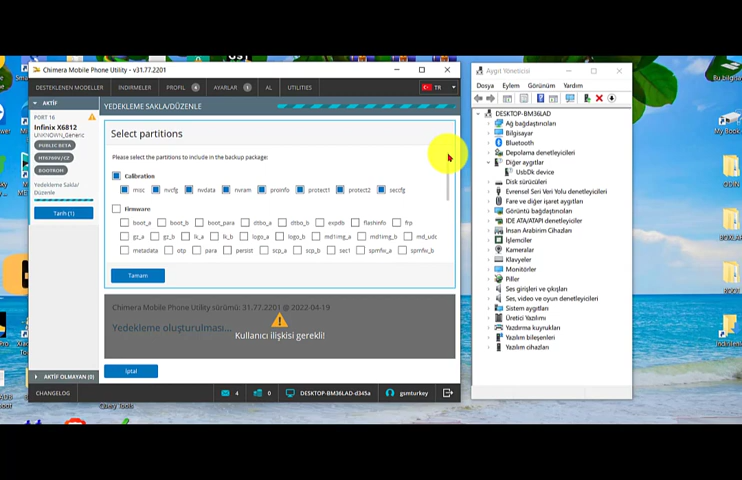 Chimera Mobile Phone Utility - v31.77.2201
DESTEKLENEN MODELLER İNDİRMELER PROFİL 4 AYARLAR 1 AL UTILITIES TR
AKTİF
PORT 16
Infinix X6812
UNKNOWN_Generic
PUBLIC BETA
BOOTROM
Yedekleme Sakla/
Düzenle
Tarih (1)
AKTİF OLMAYAN (0)
YEDEKLEME SAKLA/DÜZENLE
Select partitions
Please select the partitions to include in the backup package:
Calibration
misc nvcfg nvdata nvram proinfo protect1 protect2 seccfg
Firmware
boot_a boot_b boot_para dtbo_a dtbo_b expdb flashinfo frp
gz_a gz_b lk_a lk_b logo_a logo_b md1img_a md1img_b md_udc
metadata otp para persist scp_a scp_b sec1 spmfw_a spmfw_b
Tamam
Chimera Mobile Phone Utility sürümü: 31.77.2201 @ 2022-04-19
Yedekleme oluşturulması...
Kullanıcı ilişkisi gerekli!
İptal
CHANGELOG 4 0 DESKTOP-BM36LAD-d345a gsmturkey
Aygıt Yöneticisi
Dosya Eylem Görünüm Yardım
DESKTOP-BM36LAD
Ağ bağdaştırıcıları
Bilgisayar
Bluetooth
Depolama denetleyicileri
Diğer aygıtlar
UsbDk device
Disk sürücüleri
Evrensel Seri Veri Yolu denetleyicileri
Fare ve diğer işaret aygıtları
Görüntü bağdaştırıcıları
IDE ATA/ATAPI denetleyicileri
İnsan Arabirim Cihazları
İşlemciler
Kameralar
Klavyeler
Monitörler
Piller
Ses girişleri ve çıkışları
Ses, video ve oyun denetleyicileri
Sistem aygıtları
Üretici Yazılımı
Yazdırma kuyrukları
Yazılım bileşenleri
Yazılım cihazları
Query Tools